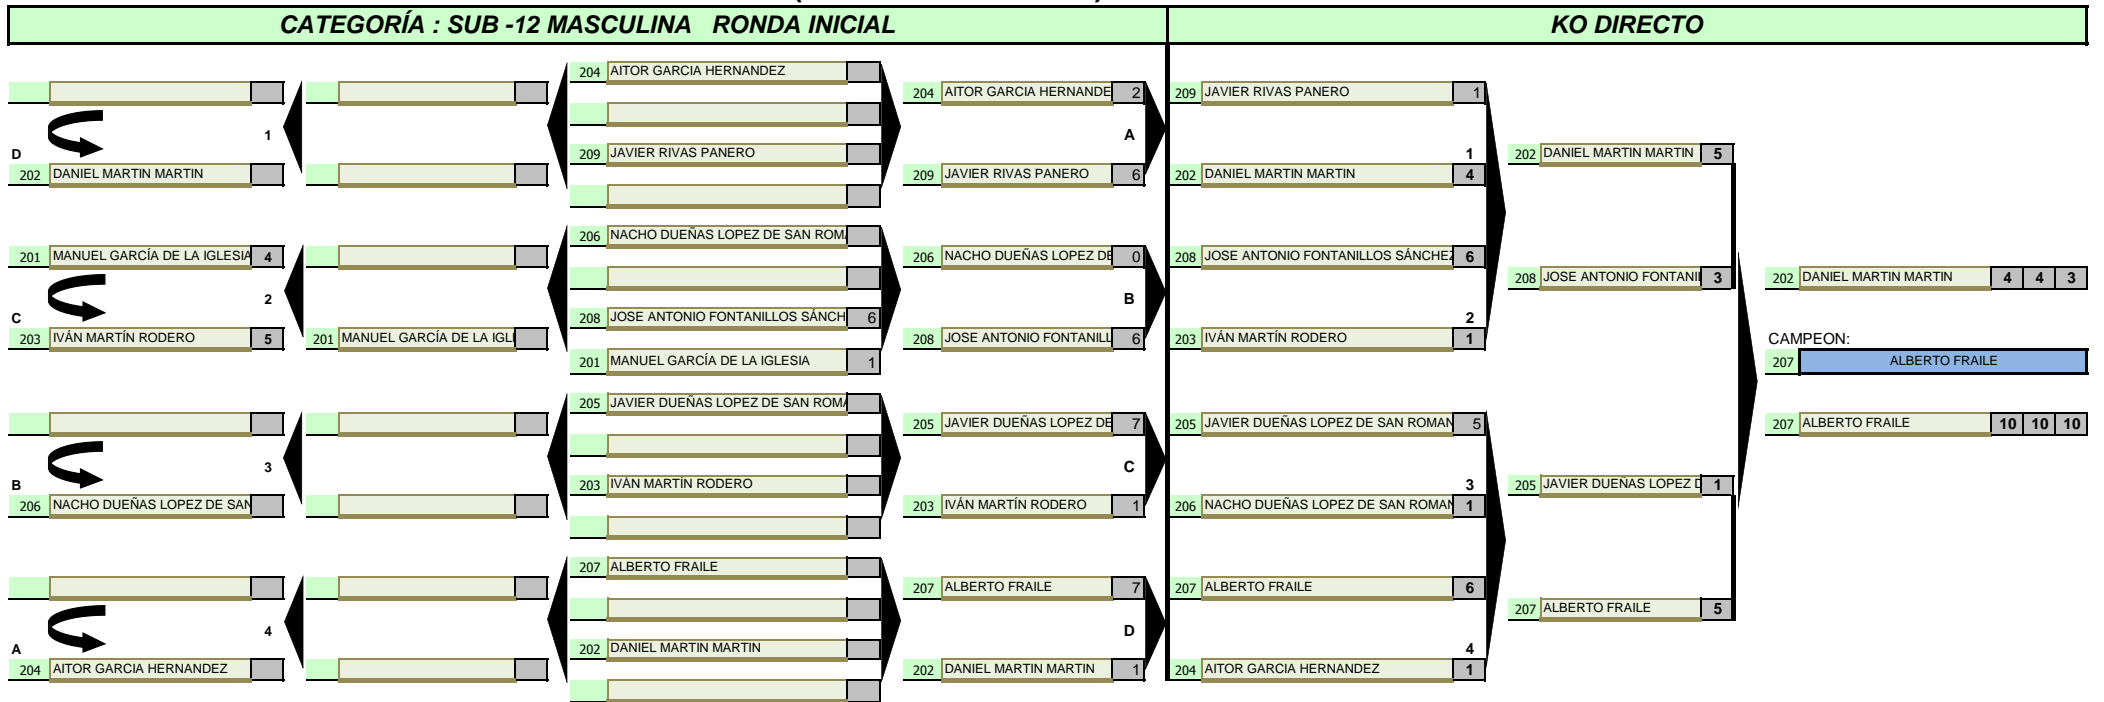 CATEGORÍA : SUB -12 MASCULINA RONDA INICIAL
KO DIRECTO
204 AITOR GARCIA HERNANDEZ
204 AITOR GARCIA HERNANDE 2
209 JAVIER RIVAS PANERO 1
1
A
D
209 JAVIER RIVAS PANERO
1
202 DANIEL MARTIN MARTIN 5
202 DANIEL MARTIN MARTIN
209 JAVIER RIVAS PANERO 6
202 DANIEL MARTIN MARTIN 4
206 NACHO DUEÑAS LOPEZ DE SAN ROMA
201 MANUEL GARCÍA DE LA IGLESIA 4
206 NACHO DUEÑAS LOPEZ DE 0
208 JOSE ANTONIO FONTANILLOS SÁNCHEZ 6
208 JOSE ANTONIO FONTANIL 3
202 DANIEL MARTIN MARTIN 4 4 3
2
B
C
208 JOSE ANTONIO FONTANILLOS SÁNCH 6
2
203 IVÁN MARTÍN RODERO 5
201 MANUEL GARCÍA DE LA IGLE
208 JOSE ANTONIO FONTANILL 6
203 IVÁN MARTÍN RODERO 1
CAMPEON:
201 MANUEL GARCÍA DE LA IGLESIA 1
207 ALBERTO FRAILE
205 JAVIER DUEÑAS LOPEZ DE SAN ROMA
205 JAVIER DUEÑAS LOPEZ DE 7
205 JAVIER DUEÑAS LOPEZ DE SAN ROMAN 5
207 ALBERTO FRAILE 10 10 10
3
C
B
203 IVÁN MARTÍN RODERO
3
205 JAVIER DUEÑAS LOPEZ D 1
206 NACHO DUEÑAS LOPEZ DE SAN
203 IVÁN MARTÍN RODERO 1
206 NACHO DUEÑAS LOPEZ DE SAN ROMAN 1
207 ALBERTO FRAILE
207 ALBERTO FRAILE 7
207 ALBERTO FRAILE 6
207 ALBERTO FRAILE 5
4
D
A
202 DANIEL MARTIN MARTIN
4
204 AITOR GARCIA HERNANDEZ
202 DANIEL MARTIN MARTIN 1
204 AITOR GARCIA HERNANDEZ 1